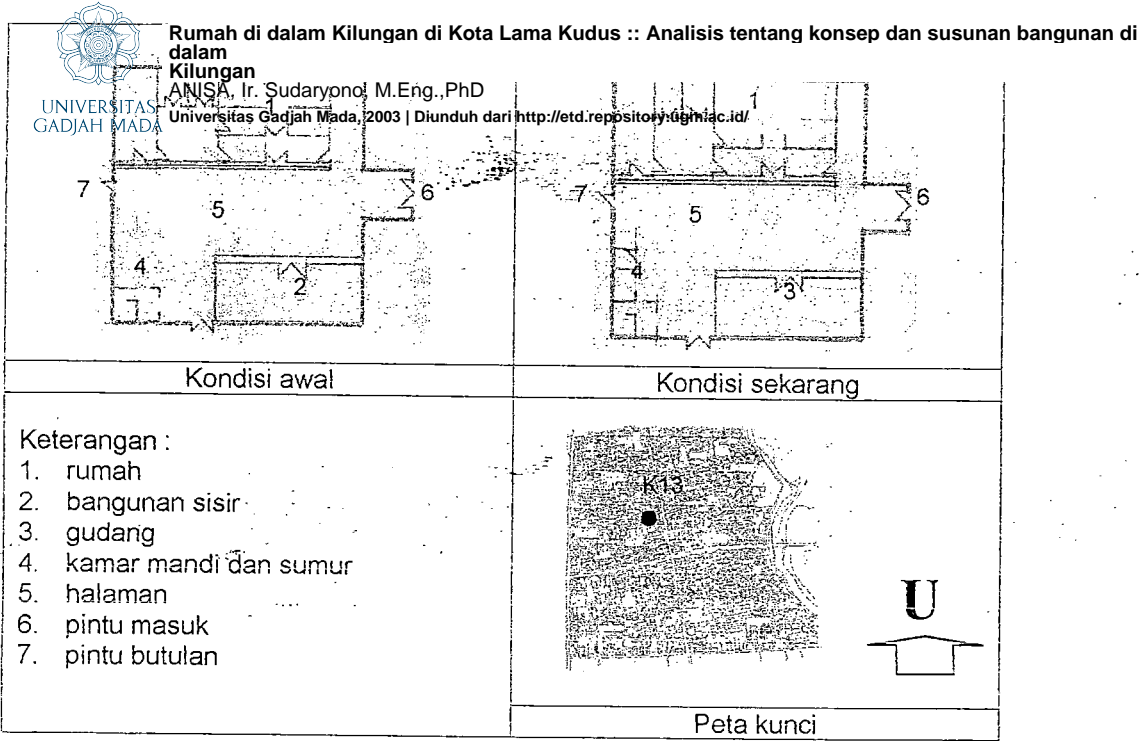 Rumah di dalam Kilungan di Kota Lama Kudus :: Analisis tentang konsep dan susunan bangunan di
dalam
Kilungan
ANISA, Ir. Sudaryono, M.Eng.,PhD
Universitas Gadjah Mada, 2003 | Diunduh dari http://etd.repository.ugm.ac.id/
UNIVERSITAS
GADJAH MADA
1
7
6
5
4
2
Kondisi awal
1
7
6
5
4
3
Kondisi sekarang
Keterangan :
1. rumah
2. bangunan sisir
3. gudang
4. kamar mandi dan sumur
5. halaman
6. pintu masuk
7. pintu butulan
K13
U
Peta kunci